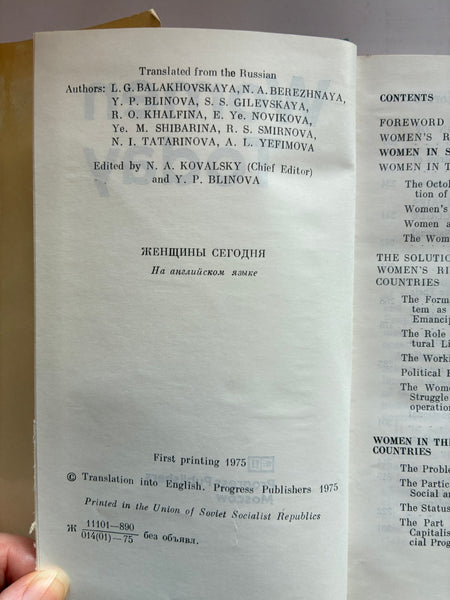 Translated from the Russian
Authors: L. G. BALAKHOVSKAYA, N. A. BEREZHNAYA,
Y. P. BLINOVA, S. S. GILEVSKAYA,
R. O. KHALFINA, E. Ye. NOVIKOVA,
Ye. M. SHIBARINA, R. S. SMIRNOVA,
N. I. TATARINOVA, A. L. YEFIMOVA
Edited by N. A. KOVALSKY (Chief Editor)
and Y. P. BLINOVA
ЖЕНЩИНЫ СЕГОДНЯ
На английском языке
First printing 1975
© Translation into English. Progress Publishers 1975
Printed in the Union of Soviet Socialist Republics
Ж 11101—890
014(01)—75 без объявл.
CONTENTS
FOREWORD
WOMEN'S R
WOMEN IN S
WOMEN IN T
The Octo
tion of
Women's
Women a
The Wom
THE SOLUTION
WOMEN'S RI
COUNTRIES
The Form
tem as
Emancip
The Role
tural Li
The Worki
Political
The Wome
Struggle
operation
WOMEN IN THE
COUNTRIES
The Proble
The Partic
Social an
The Status
The Part
Capitalis
cial Prog